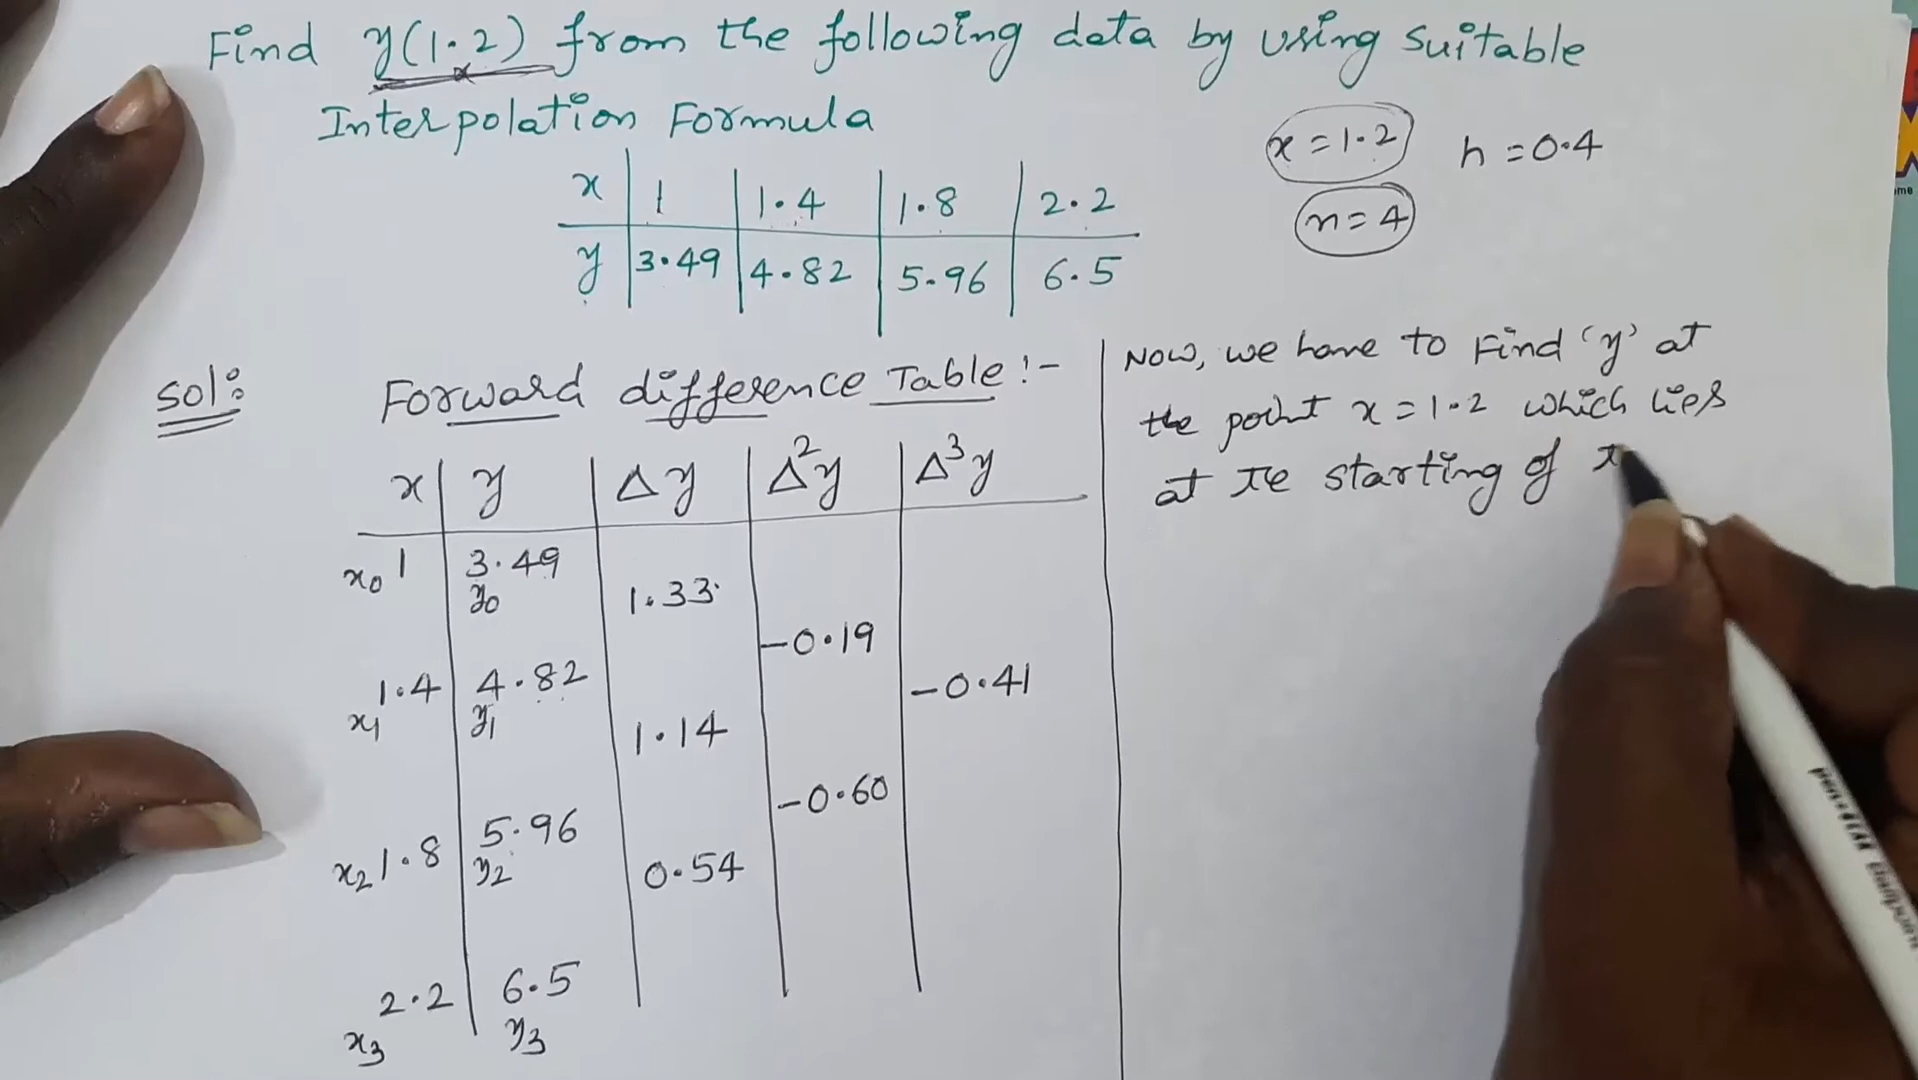 Find y(1.2) from the following data by using suitable
Interpolation Formula
x = 1.2 h = 0.4
n = 4
x 1 1.4 1.8 2.2
y 3.49 4.82 5.96 6.5
Sol:
Forward difference Table :-
x y Δy Δ²y Δ³y
x0 1 3.49 y0
1.33
-0.19
x1 1.4 4.82 y1
-0.41
1.14
-0.60
x2 1.8 5.96 y2
0.54
x3 2.2 6.5 y3
Now, we have to Find 'y' at
the point x = 1.2 which lies
at the starting of x